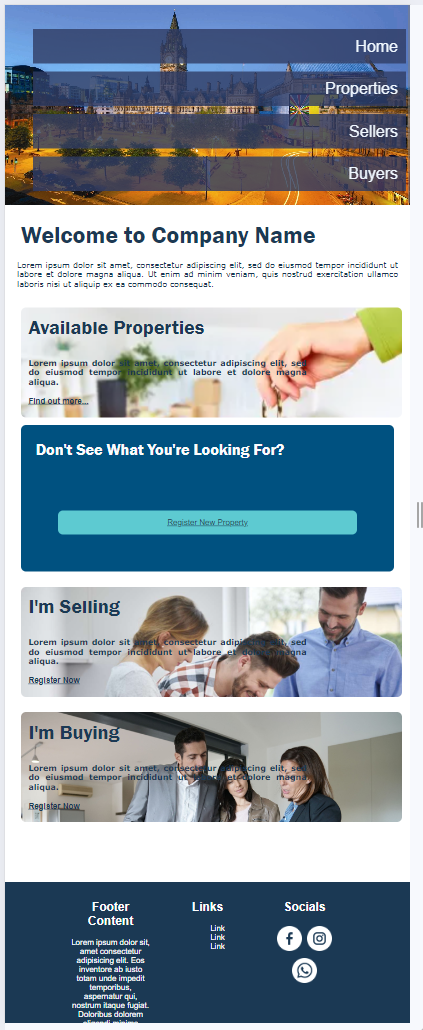 Home
Properties
Sellers
Buyers
Welcome to Company Name
Lorem ipsum dolor sit amet, consectetur adipiscing elit, sed do eiusmod tempor incididunt ut
labore et dolore magna aliqua. Ut enim ad minim veniam, quis nostrud exercitation ullamco
laboris nisi ut aliquip ex ea commodo consequat.
Available Properties
Lorem ipsum dolor sit amet, consectetur adipiscing elit, sed
do eiusmod tempor incididunt ut labore et dolore magna
aliqua.
Find out more...
Don't See What You're Looking For?
Register New Property
I'm Selling
Lorem ipsum dolor sit amet, consectetur adipiscing elit, sed
do eiusmod tempor incididunt ut labore et dolore magna
aliqua.
Register Now
I'm Buying
Lorem ipsum dolor sit amet, consectetur adipiscing elit, sed
do eiusmod tempor incididunt ut labore et dolore magna
aliqua.
Register Now
Footer
Content
Lorem ipsum dolor sit,
amet consectetur
adipisicing elit. Eos
inventore ab iusto
totam unde impedit
temporibus,
aspernatur qui,
nostrum itaque fugiat.
Doloribus dolorem
Links
Link
Link
Link
Socials